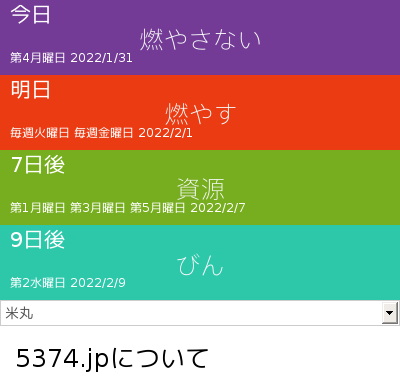 今日
燃やさない
第4月曜日 2022/1/31
明日
燃やす
毎週火曜日 毎週金曜日 2022/2/1
7日後
資源
第1月曜日 第3月曜日 第5月曜日 2022/2/7
9日後
びん
第2水曜日 2022/2/9
米丸
5374.jpについて